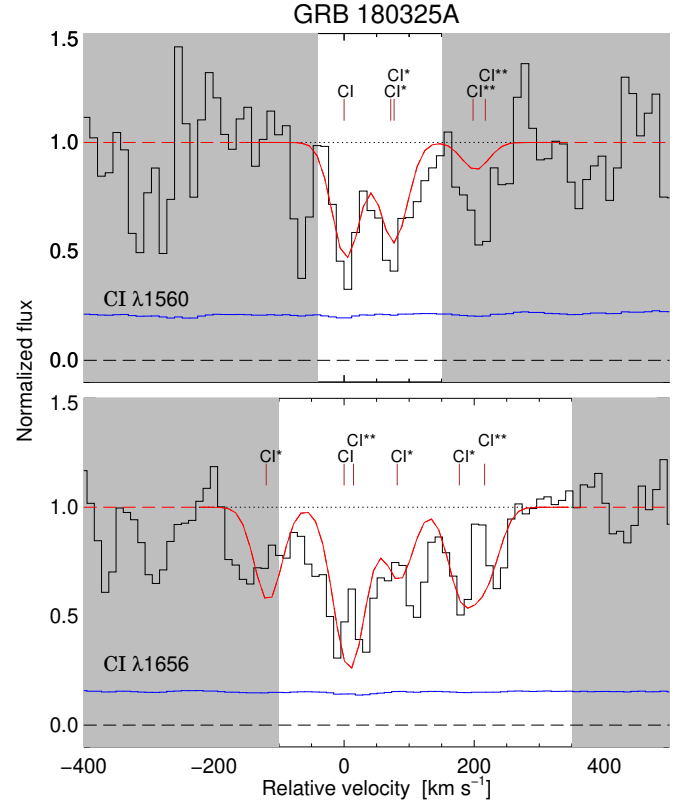 GRB 180325A
1.5
CI*
CI**
CI
CI*
CI**
1.0
0.5
CI λ1560
0.0
Normalized flux
1.5
CI**
CI*
CI
CI*
CI*
CI**
1.0
0.5
CI λ1656
0.0
−400
−200
0
200
400
Relative velocity [km s⁻¹]